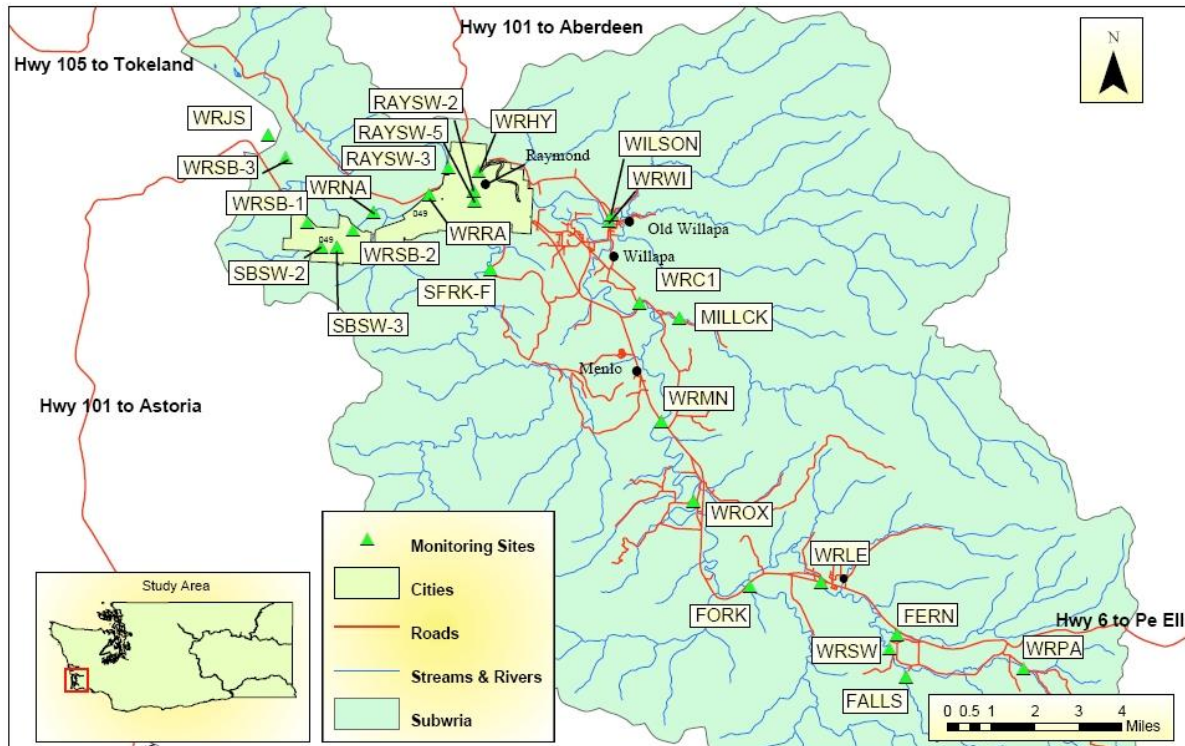 Hwy 101 to Aberdeen
N
Hwy 105 to Tokeland
RAYSW-2
WRHY
WRJS
RAYSW-5
WILSON
RAYSW-3
Raymond
WRSB-3
WRNA
WRWI
WRSB-1
049
Old Willapa
049
WRRA
WRSB-2
Willapa
SBSW-2
SFRK-F
WRC1
SBSW-3
MILLCK
Menlo
Hwy 101 to Astoria
WRMN
WROX
WRLE
FORK
FERN
Hwy 6 to Pe Ell
WRSW
WRPA
FALLS
Monitoring Sites
Cities
Roads
Streams & Rivers
Subwria
Study Area
0 0.5 1 2 3 4
Miles